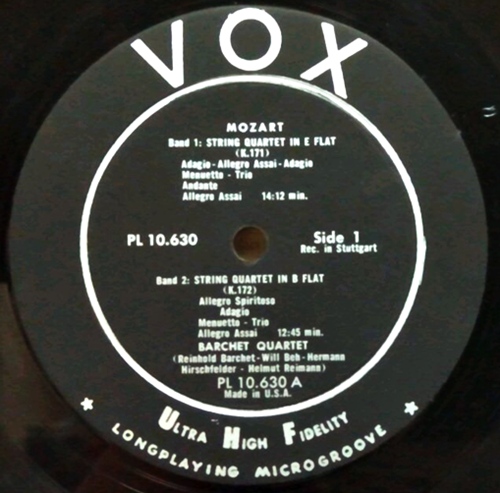 VOX
MOZART
Band 1: STRING QUARTET IN E FLAT
(K.171)
Adagio-Allegro Assai-Adagio
Menuetto - Trio
Andante
Allegro Assai 14:12 min.
PL 10.630
Side 1
Rec. in Stuttgart
Band 2: STRING QUARTET IN B FLAT
(K.172)
Allegro Spiritoso
Adagio
Menuetto - Trio
Allegro Assai 12:45 min.
BARCHET QUARTET
(Reinhold Barchet-Will Beh-Hermann
Hirschfelder - Helmut Reimann)
PL 10.630 A
Made in U.S.A.
ULTRA HIGH FIDELITY
LONGPLAYING MICROGROOVE